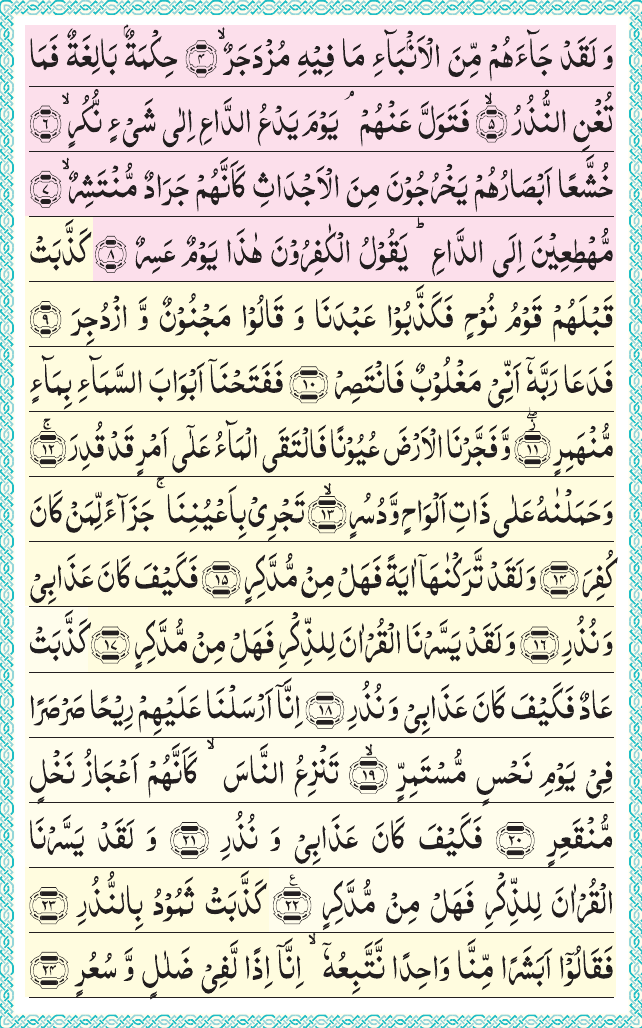 وَ لَقَدْ جَآءَهُمْ مِّنَ الْاَنْۢبَآءِ مَا فِیْهِ مُزْدَجَرٌۙ ﴿۴﴾ حِكْمَةٌۢ بَالِغَةٌ فَمَا
تُغْنِ النُّذُرُۙ ﴿۵﴾ فَتَوَلَّ عَنْهُمْ ۘ یَوْمَ یَدْعُ الدَّاعِ اِلٰی شَیْءٍ نُّكُرٍۙ ﴿۶﴾
خُشَّعًا اَبْصَارُهُمْ یَخْرُجُوْنَ مِنَ الْاَجْدَاثِ كَاَنَّهُمْ جَرَادٌ مُّنْتَشِرٌۙ ﴿۷﴾
مُّهْطِعِیْنَ اِلَی الدَّاعِ ؕ یَقُوْلُ الْكٰفِرُوْنَ هٰذَا یَوْمٌ عَسِرٌ ﴿۸﴾ كَذَّبَتْ
قَبْلَهُمْ قَوْمُ نُوْحٍ فَكَذَّبُوْا عَبْدَنَا وَ قَالُوْا مَجْنُوْنٌ وَّ ازْدُجِرَ ﴿۹﴾
فَدَعَا رَبَّهٗۤ اَنِّیْ مَغْلُوْبٌ فَانْتَصِرْ ﴿۱۰﴾ فَفَتَحْنَاۤ اَبْوَابَ السَّمَآءِ بِمَآءٍ
مُّنْهَمِرٍ ۖ﴿۱۱﴾ وَّ فَجَّرْنَا الْاَرْضَ عُیُوْنًا فَالْتَقَی الْمَآءُ عَلٰۤی اَمْرٍ قَدْ قُدِرَۚ ﴿۱۲﴾
وَ حَمَلْنٰهُ عَلٰی ذَاتِ اَلْوَاحٍ وَّ دُسُرٍۙ ﴿۱۳﴾ تَجْرِیْ بِاَعْیُنِنَا ۚ جَزَآءً لِّمَنْ كَانَ
كُفِرَ ﴿۱۴﴾ وَ لَقَدْ تَّرَكْنٰهَاۤ اٰیَةً فَهَلْ مِنْ مُّدَّكِرٍ ﴿۱۵﴾ فَكَیْفَ كَانَ عَذَابِیْ
وَ نُذُرِ ﴿۱۶﴾ وَ لَقَدْ یَسَّرْنَا الْقُرْاٰنَ لِلذِّكْرِ فَهَلْ مِنْ مُّدَّكِرٍ ﴿۱۷﴾ كَذَّبَتْ
عَادٌ فَكَیْفَ كَانَ عَذَابِیْ وَ نُذُرِ ﴿۱۸﴾ اِنَّاۤ اَرْسَلْنَا عَلَیْهِمْ رِیْحًا صَرْصَرًا
فِیْ یَوْمِ نَحْسٍ مُّسْتَمِرٍّۙ ﴿۱۹﴾ تَنْزِعُ النَّاسَ ۙ كَاَنَّهُمْ اَعْجَازُ نَخْلٍ
مُّنْقَعِرٍ ﴿۲۰﴾ فَكَیْفَ كَانَ عَذَابِیْ وَ نُذُرِ ﴿۲۱﴾ وَ لَقَدْ یَسَّرْنَا
الْقُرْاٰنَ لِلذِّكْرِ فَهَلْ مِنْ مُّدَّكِرٍ ﴿۲۲﴾ ع كَذَّبَتْ ثَمُوْدُ بِالنُّذُرِ ﴿۲۳﴾
فَقَالُوْۤا اَبَشَرًا مِّنَّا وَاحِدًا نَّتَّبِعُهٗۤ ۙ اِنَّاۤ اِذًا لَّفِیْ ضَلٰلٍ وَّ سُعُرٍ ﴿۲۴﴾